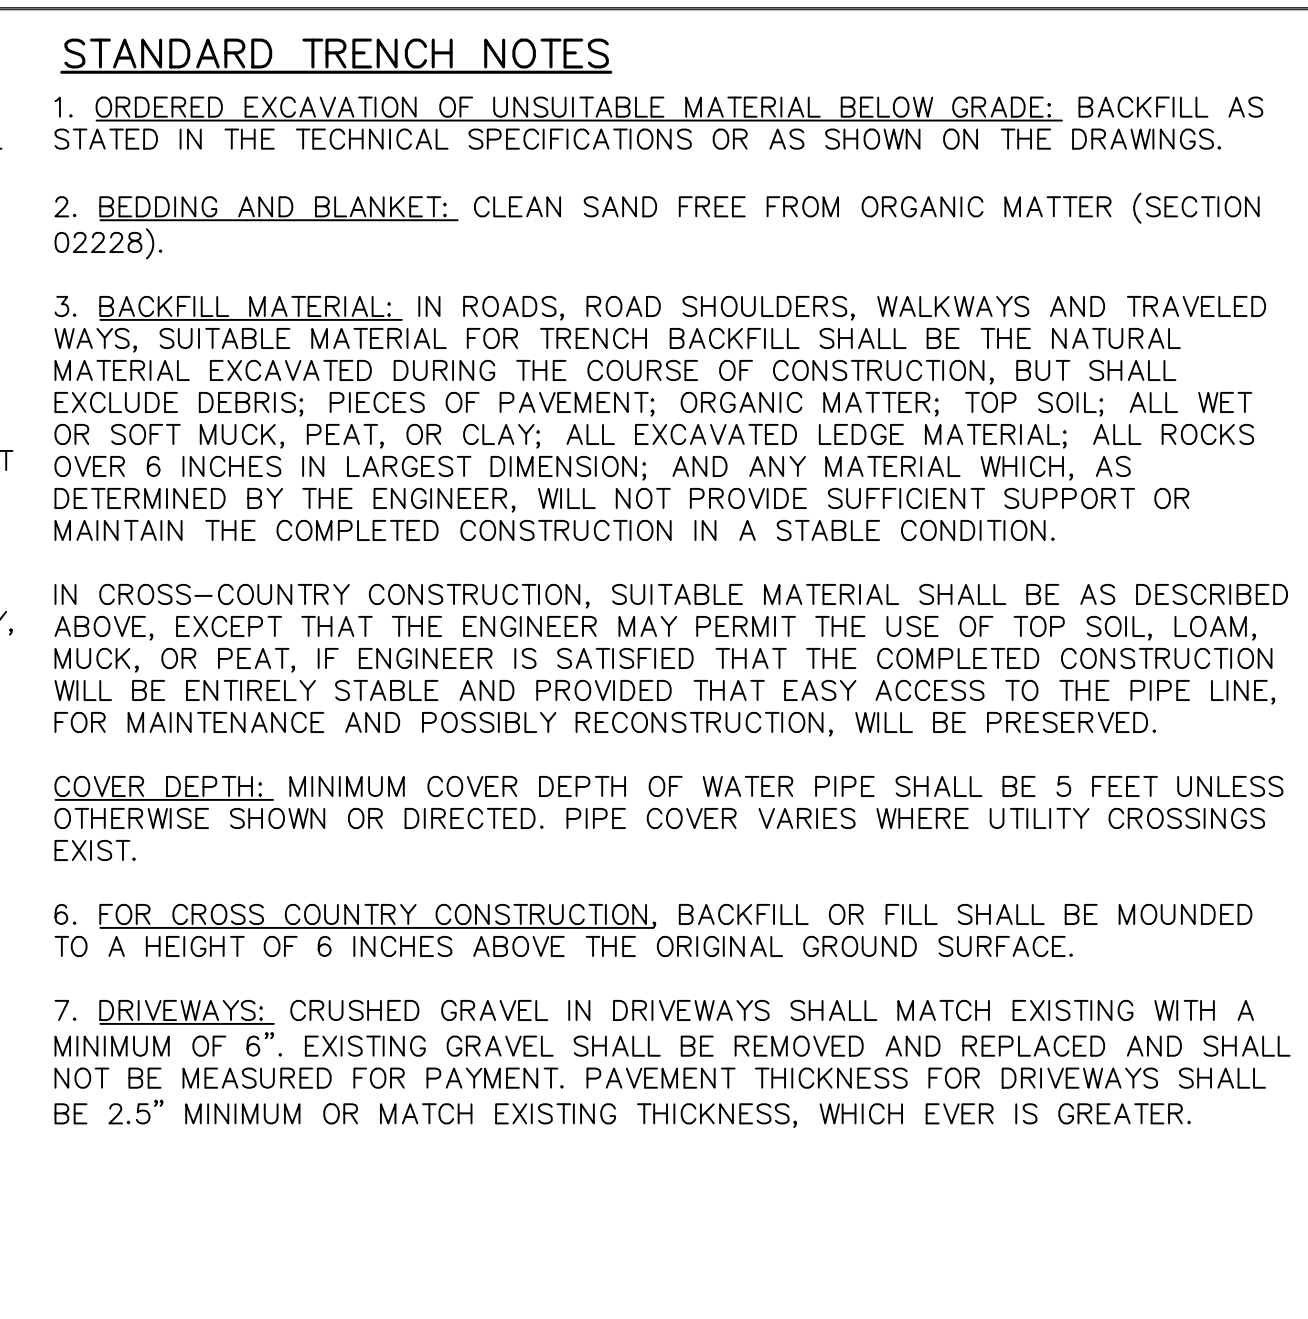 STANDARD TRENCH NOTES
1. ORDERED EXCAVATION OF UNSUITABLE MATERIAL BELOW GRADE: BACKFILL AS
STATED IN THE TECHNICAL SPECIFICATIONS OR AS SHOWN ON THE DRAWINGS.
2. BEDDING AND BLANKET: CLEAN SAND FREE FROM ORGANIC MATTER (SECTION
02228).
3. BACKFILL MATERIAL: IN ROADS, ROAD SHOULDERS, WALKWAYS AND TRAVELED
WAYS, SUITABLE MATERIAL FOR TRENCH BACKFILL SHALL BE THE NATURAL
MATERIAL EXCAVATED DURING THE COURSE OF CONSTRUCTION, BUT SHALL
EXCLUDE DEBRIS; PIECES OF PAVEMENT; ORGANIC MATTER; TOP SOIL; ALL WET
OR SOFT MUCK, PEAT, OR CLAY; ALL EXCAVATED LEDGE MATERIAL; ALL ROCKS
OVER 6 INCHES IN LARGEST DIMENSION; AND ANY MATERIAL WHICH, AS
DETERMINED BY THE ENGINEER, WILL NOT PROVIDE SUFFICIENT SUPPORT OR
MAINTAIN THE COMPLETED CONSTRUCTION IN A STABLE CONDITION.
IN CROSS-COUNTRY CONSTRUCTION, SUITABLE MATERIAL SHALL BE AS DESCRIBED
ABOVE, EXCEPT THAT THE ENGINEER MAY PERMIT THE USE OF TOP SOIL, LOAM,
MUCK, OR PEAT, IF ENGINEER IS SATISFIED THAT THE COMPLETED CONSTRUCTION
WILL BE ENTIRELY STABLE AND PROVIDED THAT EASY ACCESS TO THE PIPE LINE,
FOR MAINTENANCE AND POSSIBLY RECONSTRUCTION, WILL BE PRESERVED.
COVER DEPTH: MINIMUM COVER DEPTH OF WATER PIPE SHALL BE 5 FEET UNLESS
OTHERWISE SHOWN OR DIRECTED. PIPE COVER VARIES WHERE UTILITY CROSSINGS
EXIST.
6. FOR CROSS COUNTRY CONSTRUCTION, BACKFILL OR FILL SHALL BE MOUNDED
TO A HEIGHT OF 6 INCHES ABOVE THE ORIGINAL GROUND SURFACE.
7. DRIVEWAYS: CRUSHED GRAVEL IN DRIVEWAYS SHALL MATCH EXISTING WITH A
MINIMUM OF 6”. EXISTING GRAVEL SHALL BE REMOVED AND REPLACED AND SHALL
NOT BE MEASURED FOR PAYMENT. PAVEMENT THICKNESS FOR DRIVEWAYS SHALL
BE 2.5” MINIMUM OR MATCH EXISTING THICKNESS, WHICH EVER IS GREATER.